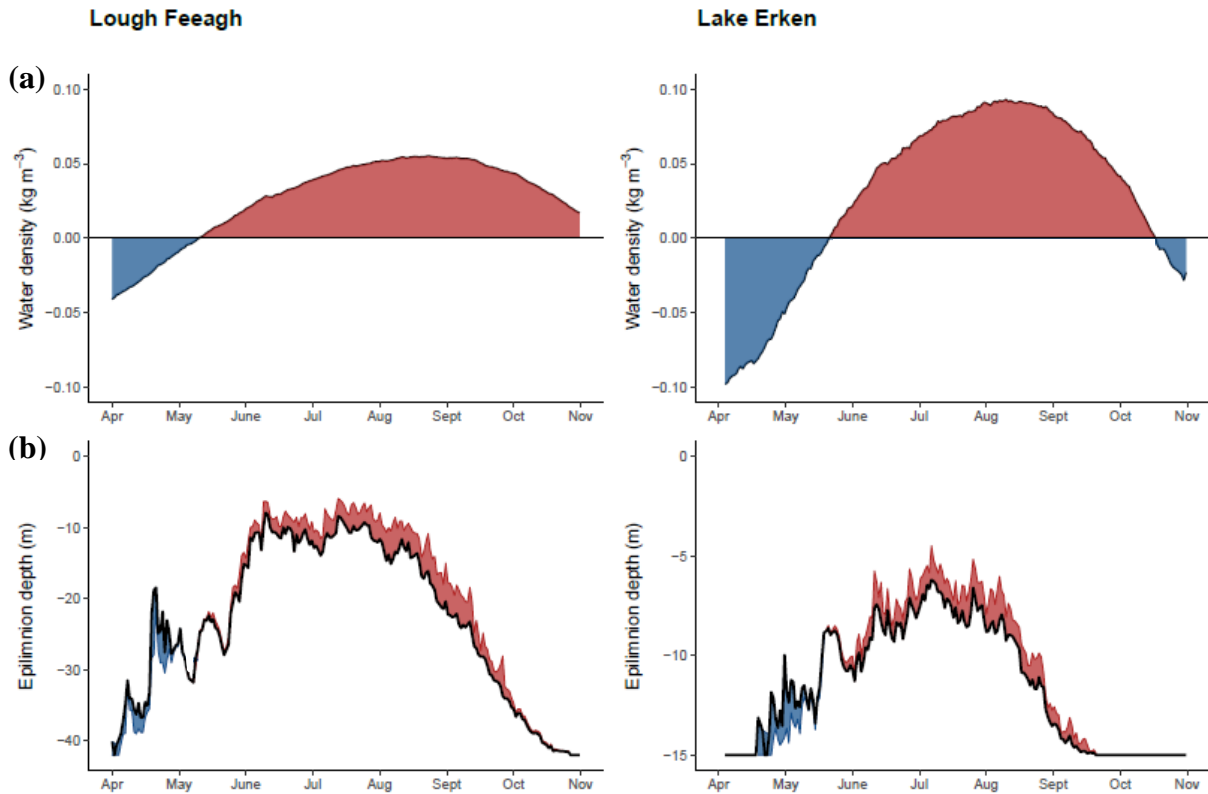 Lough Feeagh
Lake Erken
(a)
Water density (kg m⁻³)
0.10
0.05
0.00
−0.05
−0.10
Apr May June Jul Aug Sept Oct Nov
Water density (kg m⁻³)
0.10
0.05
0.00
−0.05
−0.10
Apr May June Jul Aug Sept Oct Nov
(b)
Epilimnion depth (m)
0
−10
−20
−30
−40
Apr May June Jul Aug Sept Oct Nov
Epilimnion depth (m)
0
−5
−10
−15
Apr May June Jul Aug Sept Oct Nov